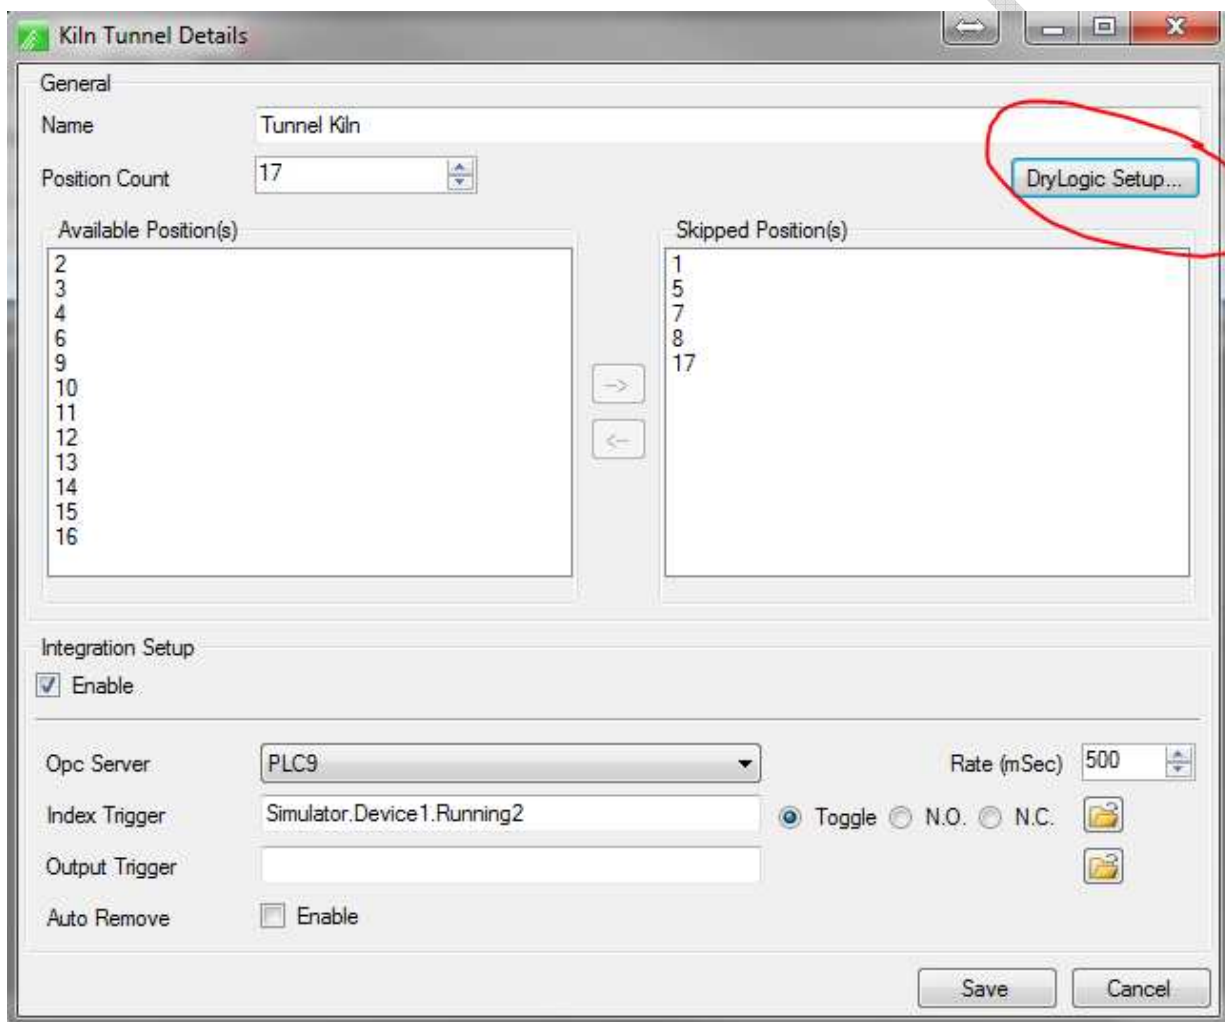 Kiln Tunnel Details
General
Name Tunnel Kiln
Position Count 17 DryLogic Setup...
Available Position(s) Skipped Position(s)
2 1
3 5
4 7
6 8
9 17
10
11
12
13
14
15
16
-->
<--
Integration Setup
Enable
Opc Server PLC9 Rate (mSec) 500
Index Trigger Simulator.Device1.Running2 Toggle N.O. N.C.
Output Trigger
Auto Remove Enable
Save Cancel